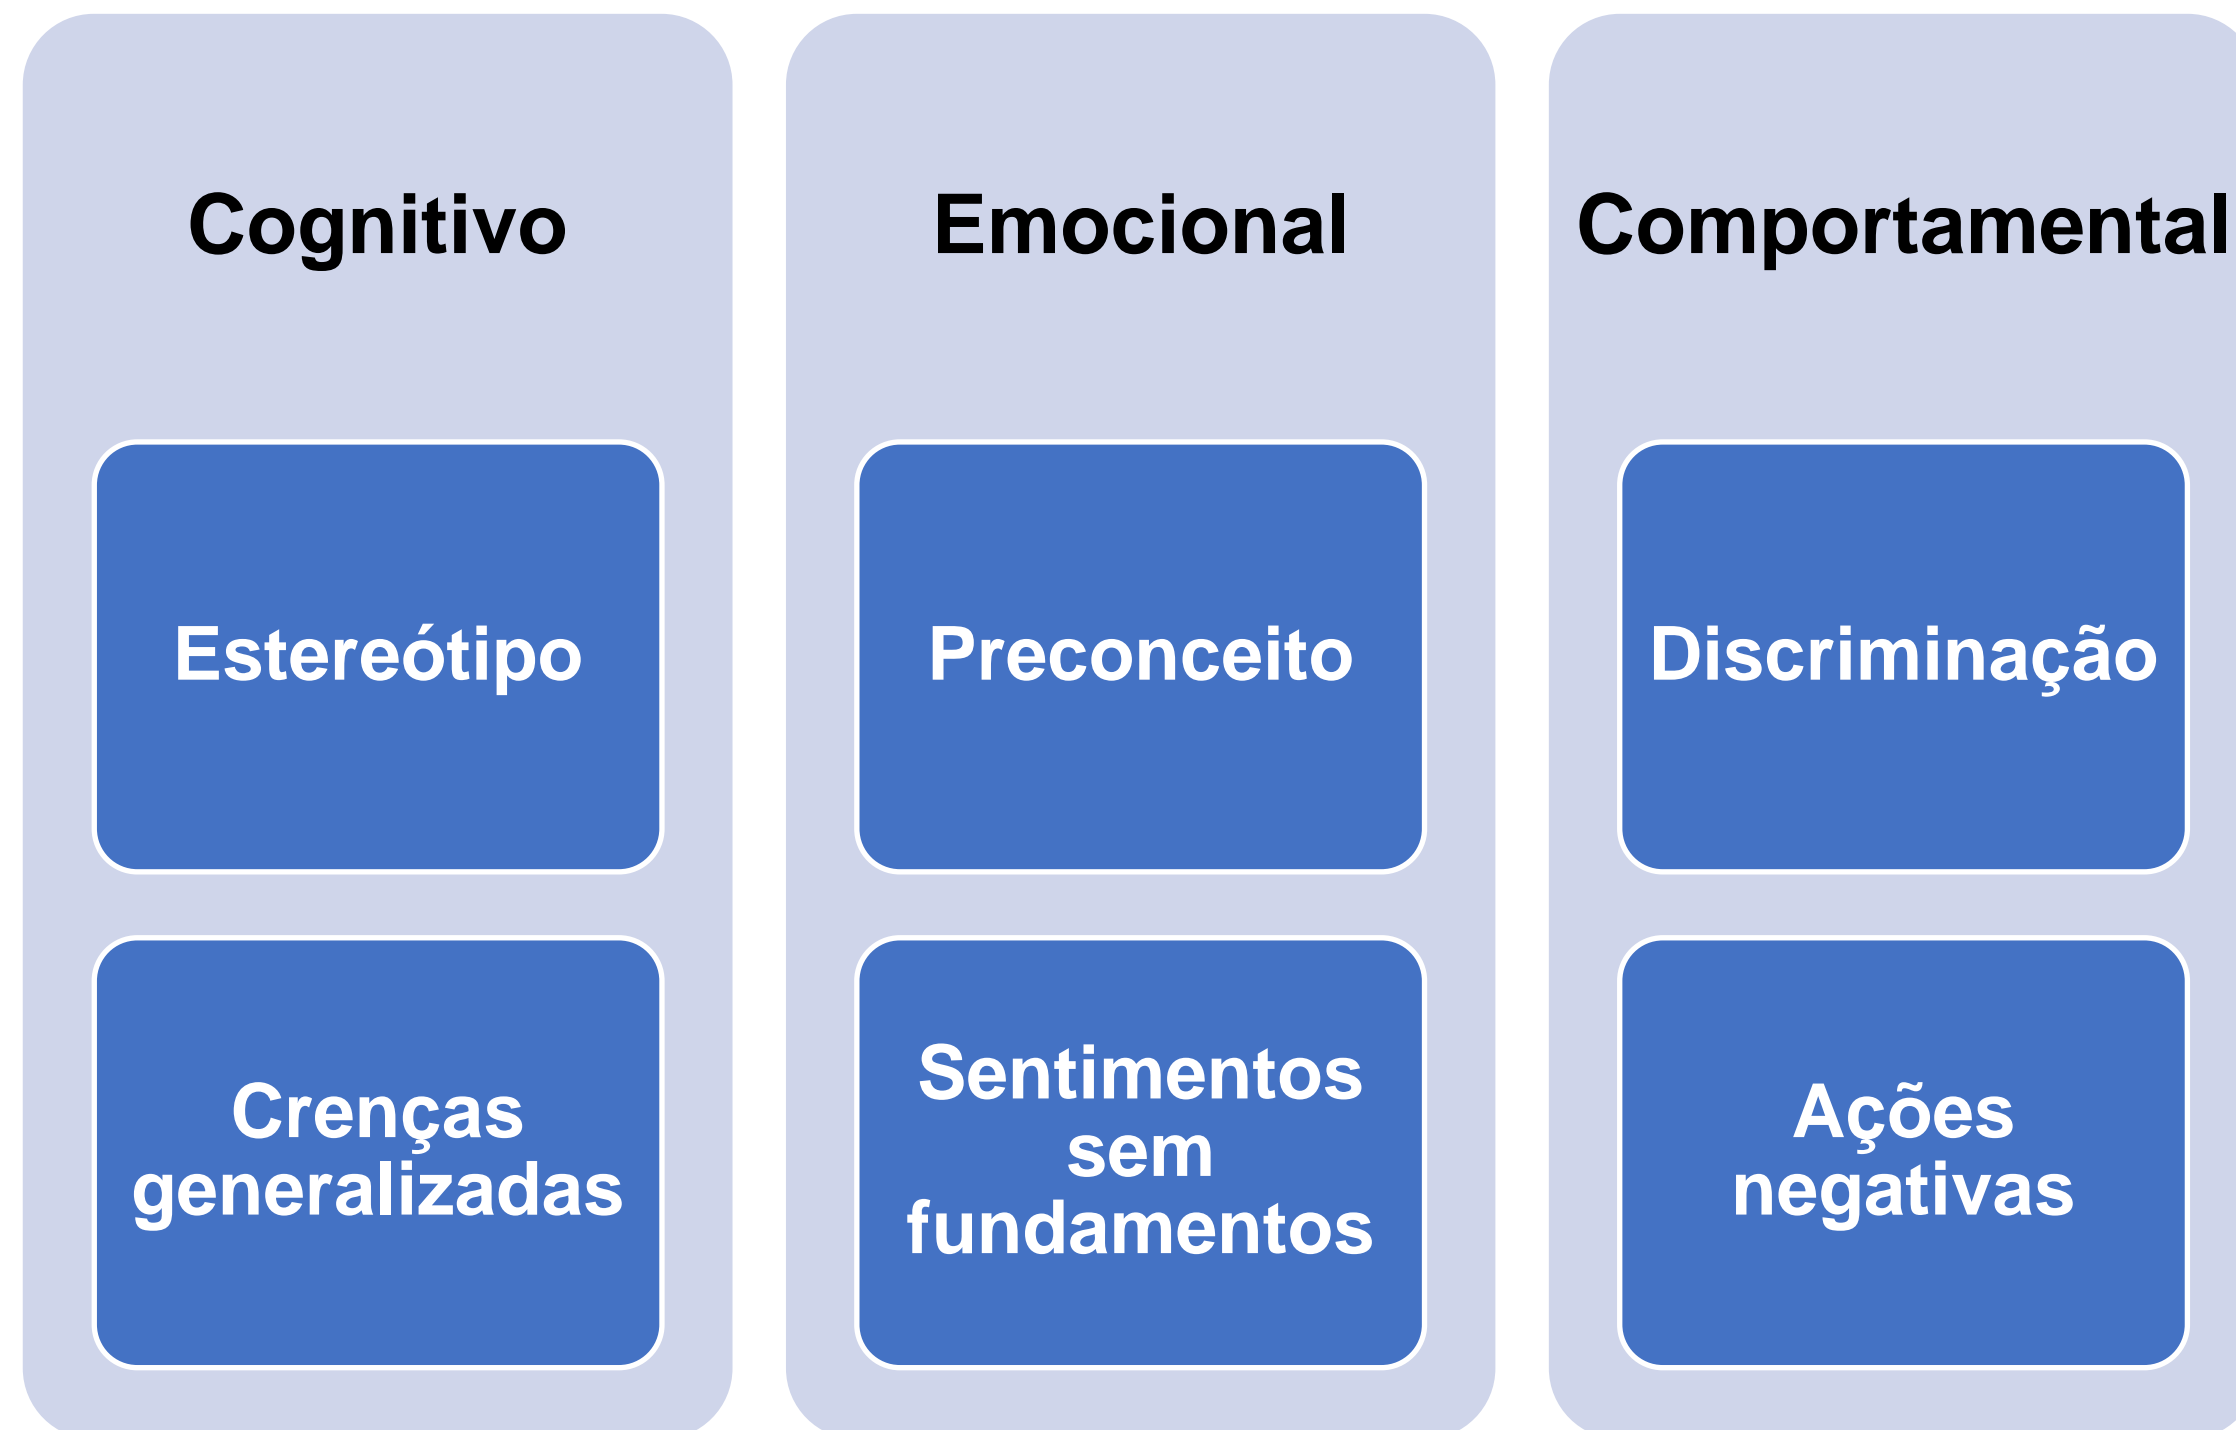 Cognitivo
Estereótipo
Crenças
generalizadas
Emocional
Preconceito
Sentimentos
sem
fundamentos
Comportamental
Discriminação
Ações
negativas